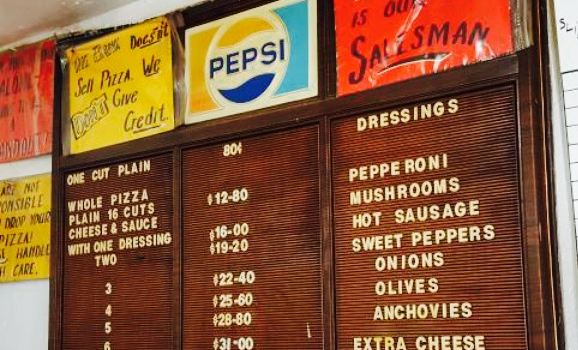 Doesn't
Sell Pizza. We
Don't Give
Credit.
PEPSI
IS OUR
SALESMAN
NOT
DROP YOUR
PIZZA!
HANDLE
CARE.
ONE CUT PLAIN
WHOLE PIZZA
PLAIN 16 CUTS
CHEESE & SAUCE
WITH ONE DRESSING
TWO
3
4
5
6
80¢
$12-80
$16-00
$19-20
$22-40
$25-60
$28-80
$31-00
DRESSINGS
PEPPERONI
MUSHROOMS
HOT SAUSAGE
SWEET PEPPERS
ONIONS
OLIVES
ANCHOVIES
EXTRA CHEESE